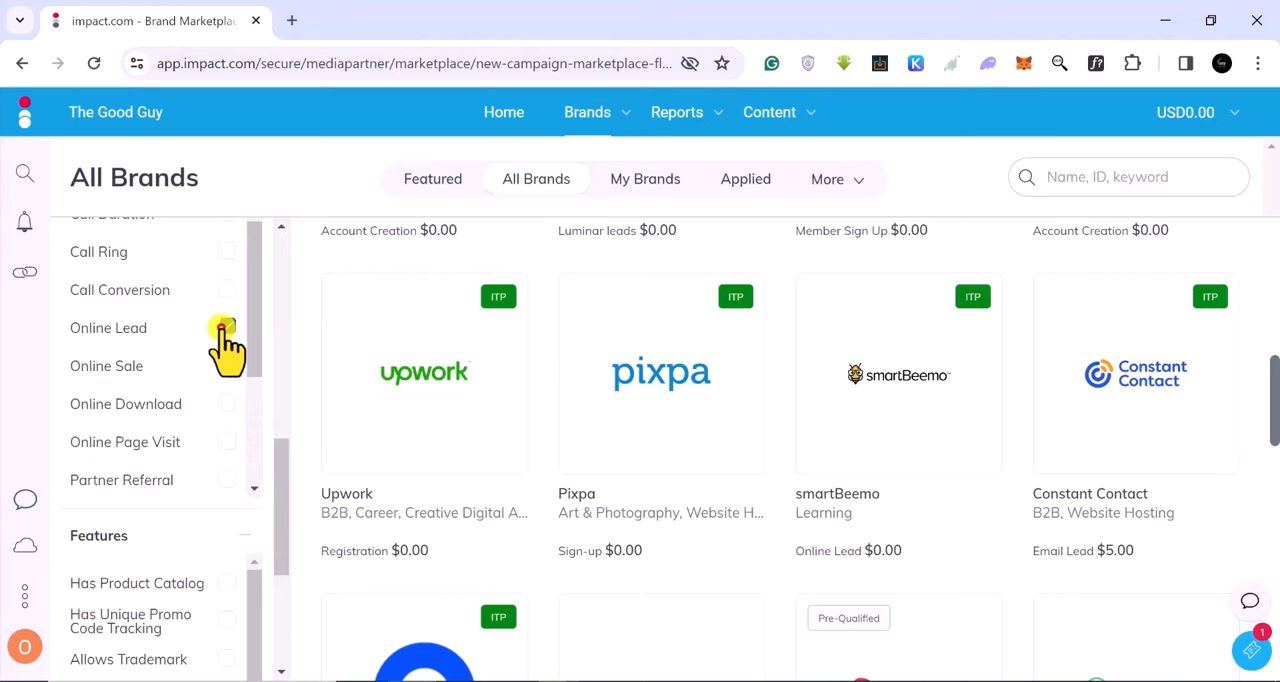 impact.com - Brand Marketplac
app.impact.com/secure/mediapartner/marketplace/new-campaign-marketplace-fl...
The Good Guy
Home
Brands
Reports
Content
USD0.00
All Brands
Featured
All Brands
My Brands
Applied
More
Name, ID, keyword
Call Duration
Call Ring
Call Conversion
Online Lead
Online Sale
Online Download
Online Page Visit
Partner Referral
Features
Has Product Catalog
Has Unique Promo
Code Tracking
Allows Trademark
O
Account Creation $0.00
Luminar leads $0.00
Member Sign Up $0.00
Account Creation $0.00
ITP
upwork
Upwork
B2B, Career, Creative Digital A...
Registration $0.00
ITP
pixpa
Pixpa
Art & Photography, Website H...
Sign-up $0.00
ITP
smartBeemo
smartBeemo
Learning
Online Lead $0.00
ITP
Constant
Contact
Constant Contact
B2B, Website Hosting
Email Lead $5.00
ITP
Pre-Qualified
1